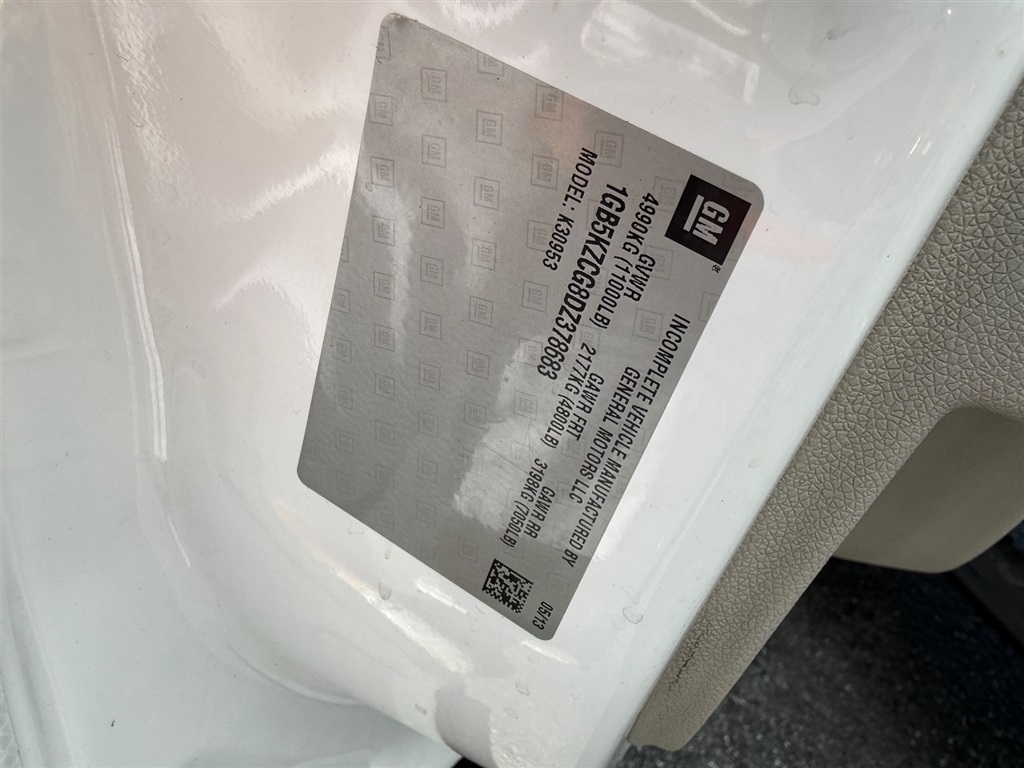 GM
INCOMPLETE VEHICLE MANUFACTURED BY
GENERAL MOTORS LLC
05/13
GVWR GAWR FRT GAWR RR
4990KG (11000LB) 2177KG (4800LB) 3198KG (7050LB)
1GB5KZCG8DZ378683
MODEL: K30953